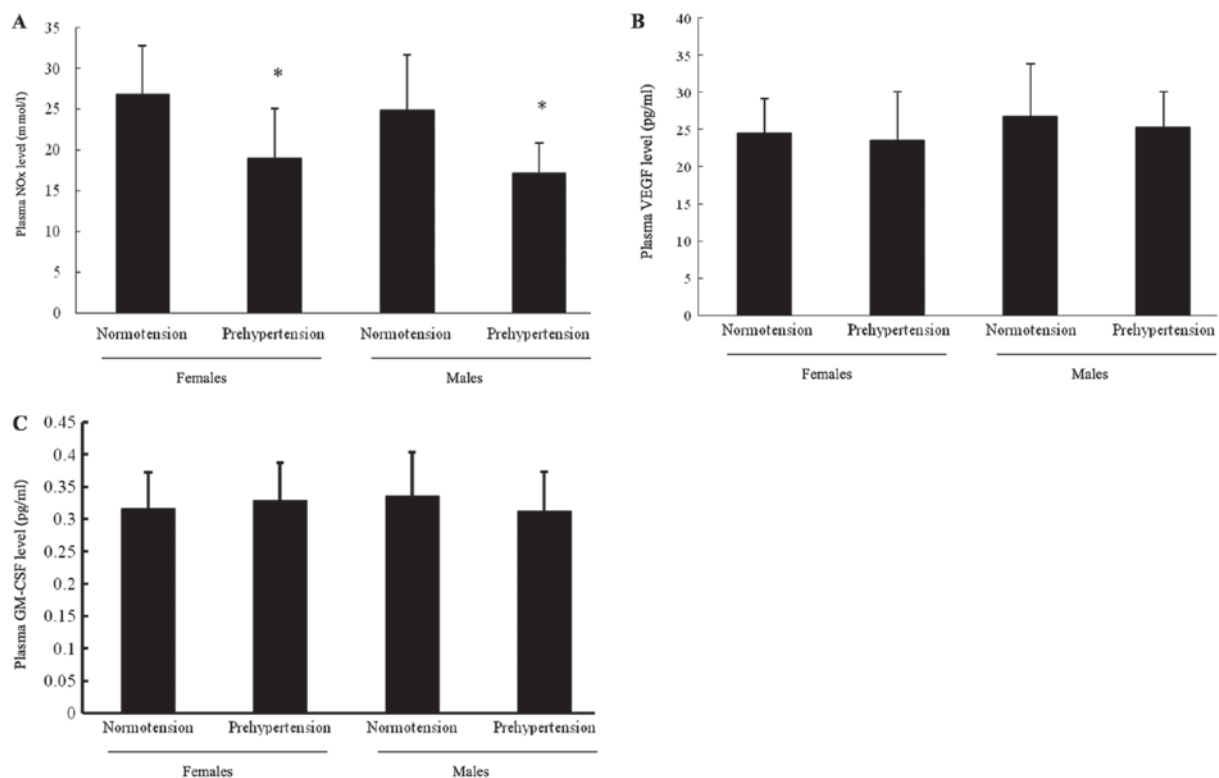 A
Plasma NOx level (mmol/l)
35
30
25
20
15
10
5
0
*
*
Normotension Prehypertension Normotension Prehypertension
Females Males
B
Plasma VEGF level (pg/ml)
40
35
30
25
20
15
10
5
0
Normotension Prehypertension Normotension Prehypertension
Females Males
C
Plasma GM-CSF level (pg/ml)
0.45
0.4
0.35
0.3
0.25
0.2
0.15
0.1
0.05
0
Normotension Prehypertension Normotension Prehypertension
Females Males